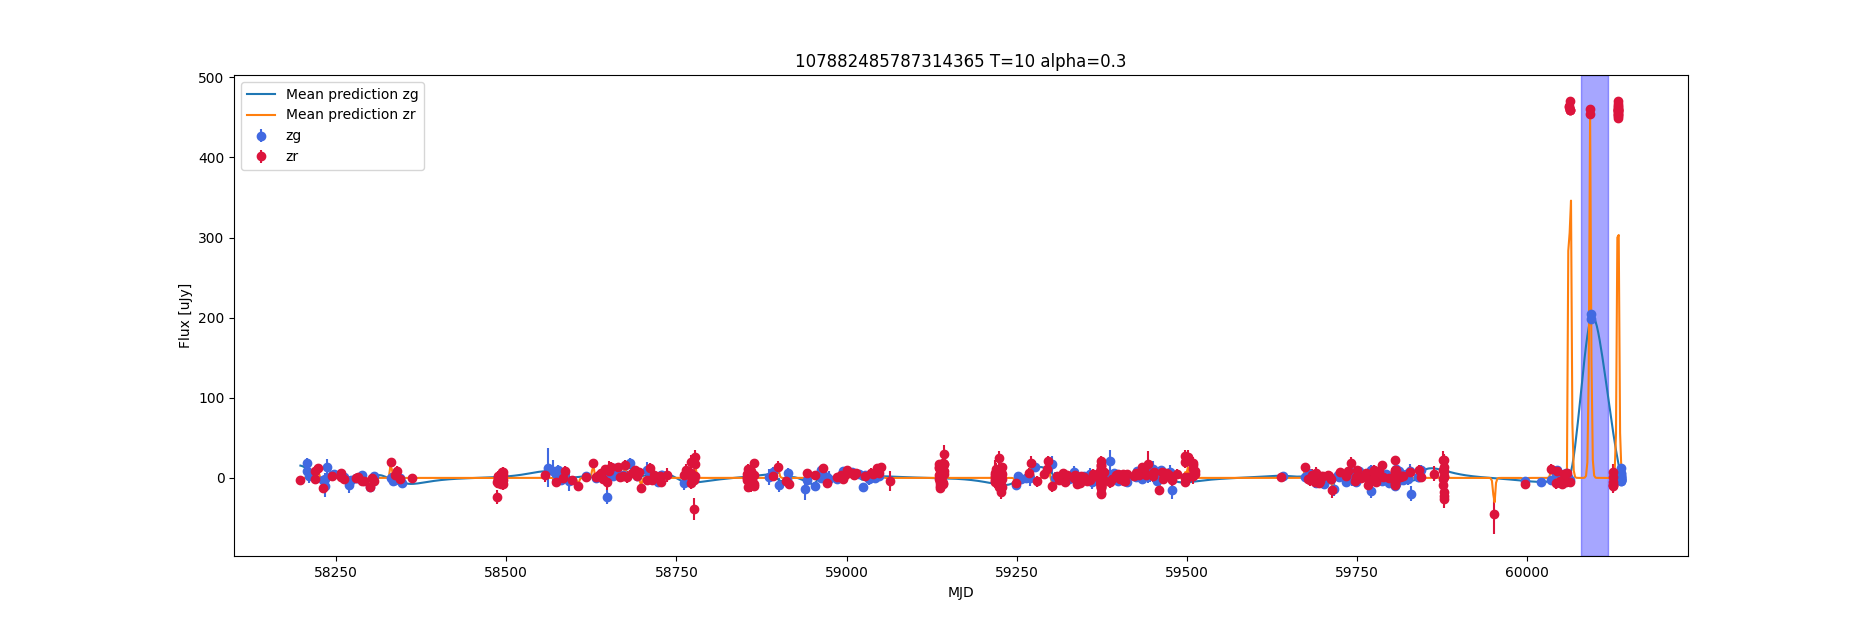 107882485787314365 T=10 alpha=0.3
500
400
300
200
100
0
Flux [uJy]
Mean prediction zg
Mean prediction zr
zg
zr
58250 58500 58750 59000 59250 59500 59750 60000
MJD